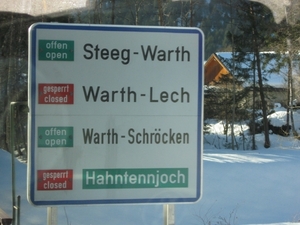 offen
open
Steeg-Warth
gesperrt
closed
Warth-Lech
offen
open
Warth-Schröcken
gesperrt
closed
Hahntennjoch